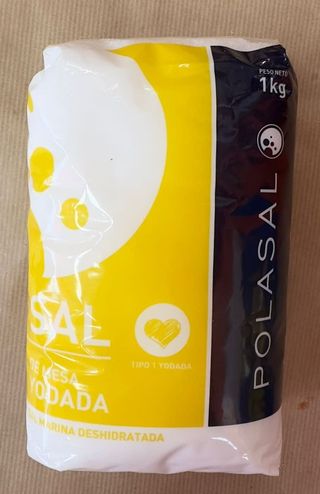 PESO NETO
1kg
POLASAL
SAL
DE MESA
YODADA
TIPO 1 YODADA
MARINA DESHIDRATADA